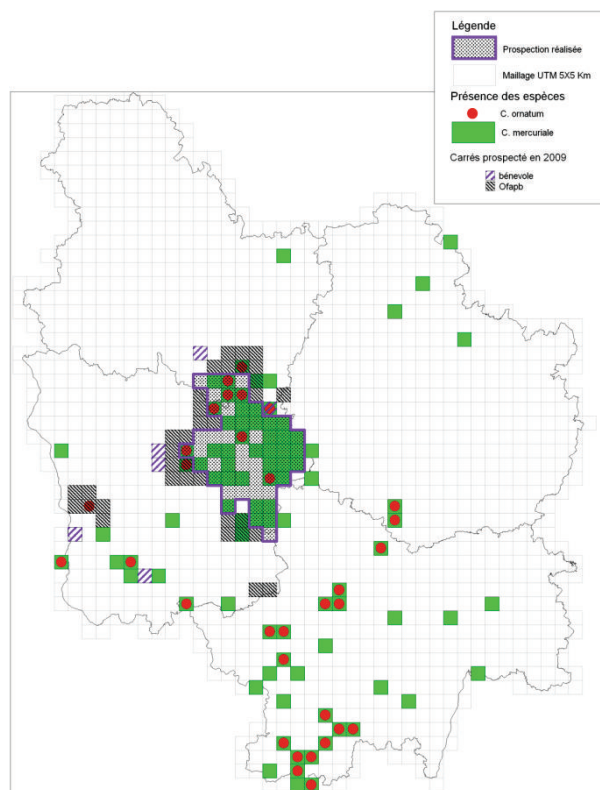 Légende
Prospection réalisée
Maillage UTM 5X5 Km
Présence des espèces
C. ornatum
C. mercuriale
Carrés prospecté en 2009
bénevole
Ofapb